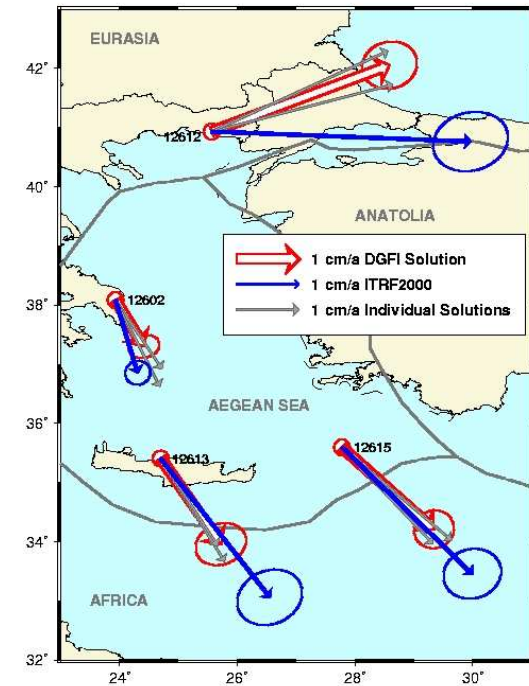 EURASIA
42°
12612
40°
ANATOLIA
1 cm/a DGFI Solution
1 cm/a ITRF2000
1 cm/a Individual Solutions
38°
12602
36°
AEGEAN SEA
12613
12615
34°
AFRICA
32°
24°
26°
28°
30°